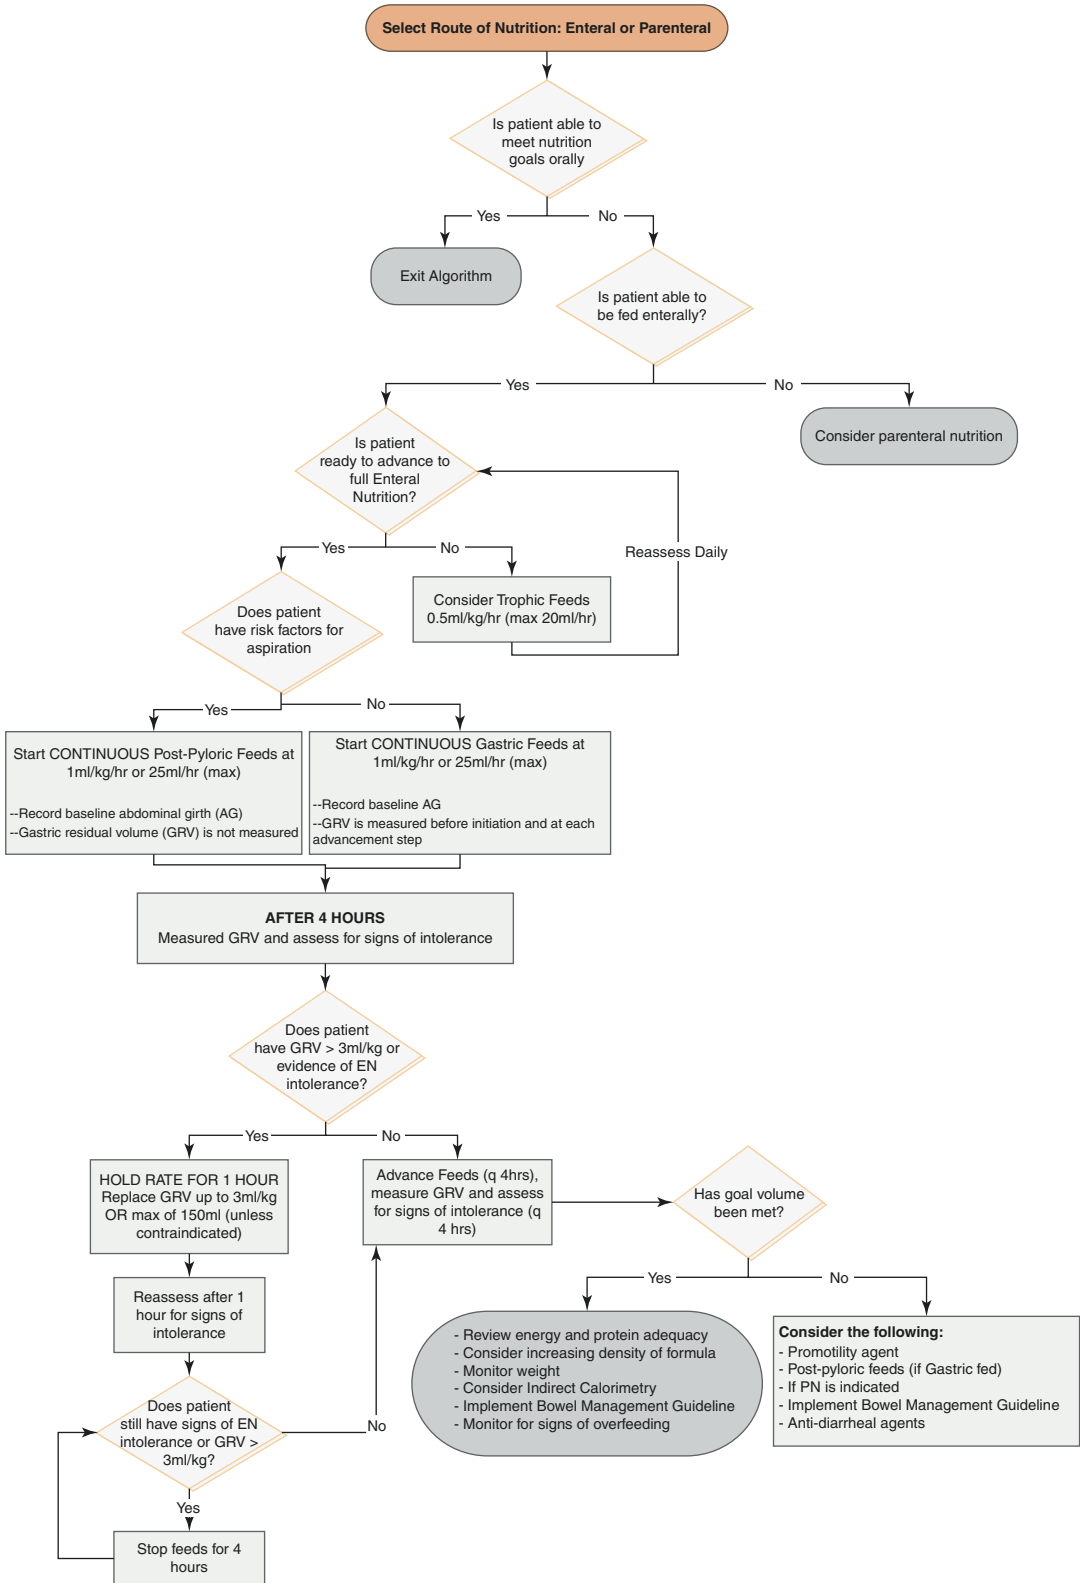 Select Route of Nutrition: Enteral or Parenteral
Is patient able to
meet nutrition
goals orally
Yes
No
Exit Algorithm
Is patient able to
be fed enterally?
Yes
No
Consider parenteral nutrition
Is patient
ready to advance to
full Enteral
Nutrition?
Reassess Daily
Yes
No
Consider Trophic Feeds
0.5ml/kg/hr (max 20ml/hr)
Does patient
have risk factors for
aspiration
Yes
No
Start CONTINUOUS Post-Pyloric Feeds at
1ml/kg/hr or 25ml/hr (max)
--Record baseline abdominal girth (AG)
--Gastric residual volume (GRV) is not measured
Start CONTINUOUS Gastric Feeds at
1ml/kg/hr or 25ml/hr (max)
--Record baseline AG
--GRV is measured before initiation and at each
advancement step
AFTER 4 HOURS
Measured GRV and assess for signs of intolerance
Does patient
have GRV > 3ml/kg or
evidence of EN
intolerance?
Yes
No
HOLD RATE FOR 1 HOUR
Replace GRV up to 3ml/kg
OR max of 150ml (unless
contraindicated)
Advance Feeds (q 4hrs),
measure GRV and assess
for signs of intolerance (q
4 hrs)
Has goal volume
been met?
Yes
No
Reassess after 1
hour for signs of
intolerance
- Review energy and protein adequacy
- Consider increasing density of formula
- Monitor weight
- Consider Indirect Calorimetry
- Implement Bowel Management Guideline
- Monitor for signs of overfeeding
Consider the following:
- Promotility agent
- Post-pyloric feeds (if Gastric fed)
- If PN is indicated
- Implement Bowel Management Guideline
- Anti-diarrheal agents
Does patient
still have signs of EN
intolerance or GRV >
3ml/kg?
No
Yes
Stop feeds for 4
hours